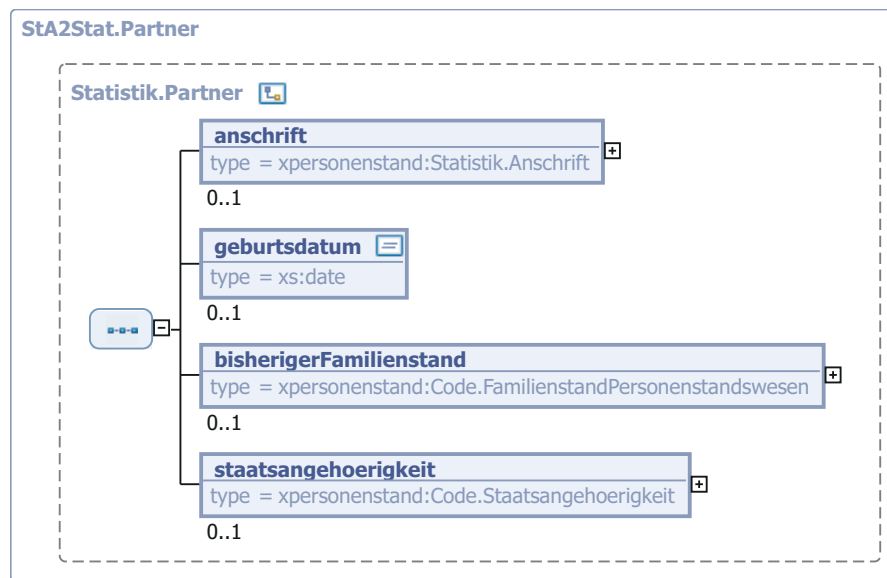 StA2Stat.Partner
Statistik.Partner
anschrift
type = xpersonenstand:Statistik.Anschrift
0..1
geburtsdatum
type = xs:date
0..1
bisherigerFamilienstand
type = xpersonenstand:Code.FamilienstandPersonenstandswesen
0..1
staatsangehoerigkeit
type = xpersonenstand:Code.Staatsangehoerigkeit
0..1